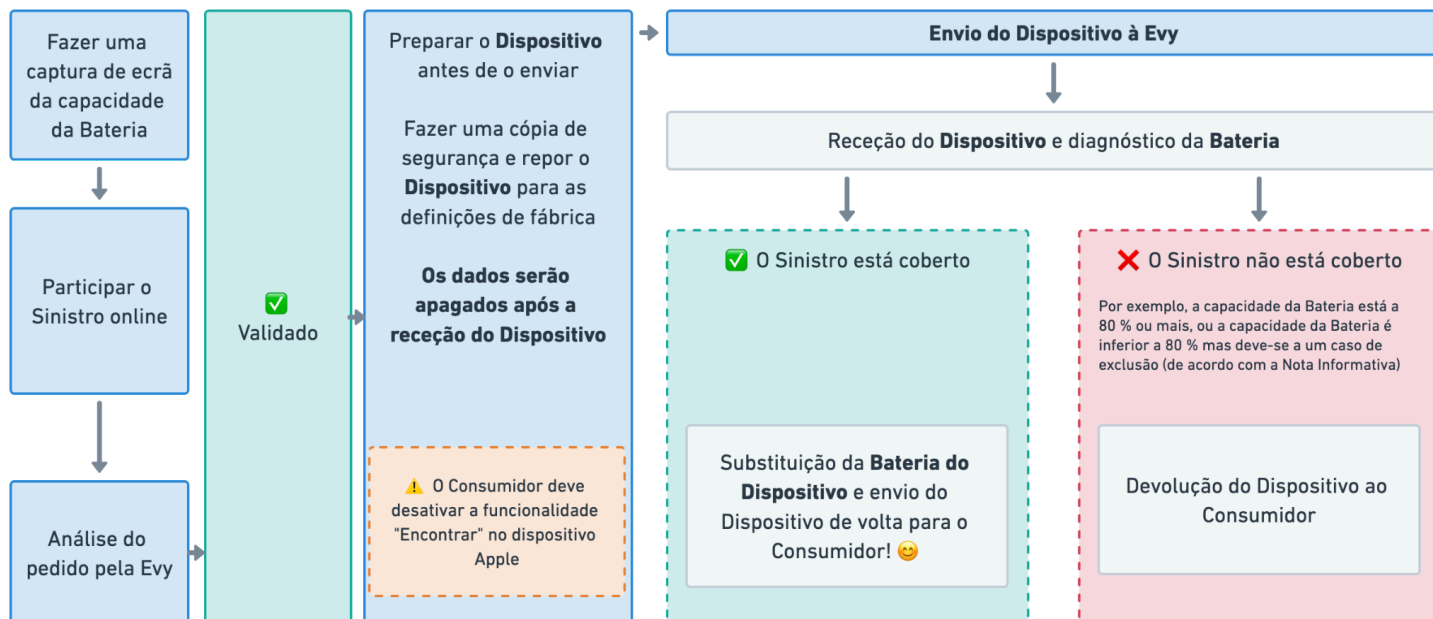 Fazer uma
captura de ecrã
da capacidade
da Bateria
Participar o
Sinistro online
Análise do
pedido pela Evy
✅
Validado
Preparar o Dispositivo
antes de o enviar
Fazer uma cópia de
segurança e repor o
Dispositivo para as
definições de fábrica
Os dados serão
apagados após a
receção do Dispositivo
⚠️ O Consumidor deve
desativar a funcionalidade
"Encontrar" no dispositivo
Apple
Envio do Dispositivo à Evy
Receção do Dispositivo e diagnóstico da Bateria
✅ O Sinistro está coberto
Substituição da Bateria do
Dispositivo e envio do
Dispositivo de volta para o
Consumidor! 😊
❌ O Sinistro não está coberto
Por exemplo, a capacidade da Bateria está a
80 % ou mais, ou a capacidade da Bateria é
inferior a 80 % mas deve-se a um caso de
exclusão (de acordo com a Nota Informativa)
Devolução do Dispositivo ao
Consumidor